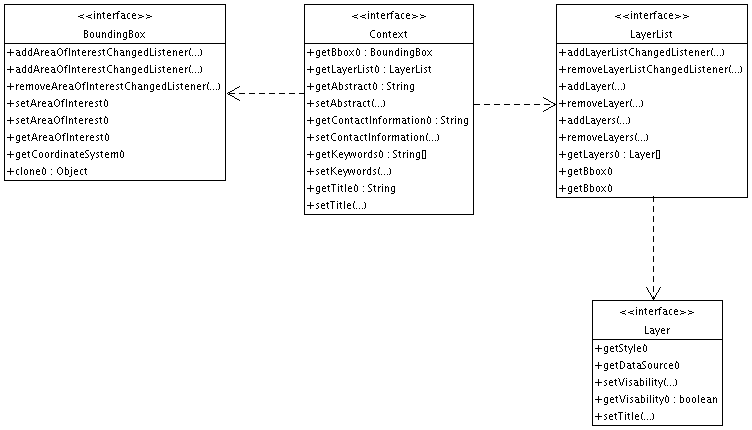 <<interface>>
BoundingBox
+addAreaOfInterestChangedListener(...)
+addAreaOfInterestChangedListener(...)
+removeAreaOfInterestChangedListener(...)
+setAreaOfInterest()
+setAreaOfInterest()
+getAreaOfInterest()
+getCoordinateSystem()
+clone() : Object
<<interface>>
Context
+getBbox() : BoundingBox
+getLayerList() : LayerList
+getAbstract() : String
+setAbstract(...)
+getContactInformation() : String
+setContactInformation(...)
+getKeywords() : String[]
+setKeywords(...)
+getTitle() : String
+setTitle(...)
<<interface>>
LayerList
+addLayerListChangedListener(...)
+removeLayerListChangedListener(...)
+addLayer(...)
+removeLayer(...)
+addLayers(...)
+removeLayers(...)
+getLayers() : Layer[]
+getBbox()
+getBbox()
<<interface>>
Layer
+getStyle()
+getDataSource()
+setVisability(...)
+getVisability() : boolean
+setTitle(...)